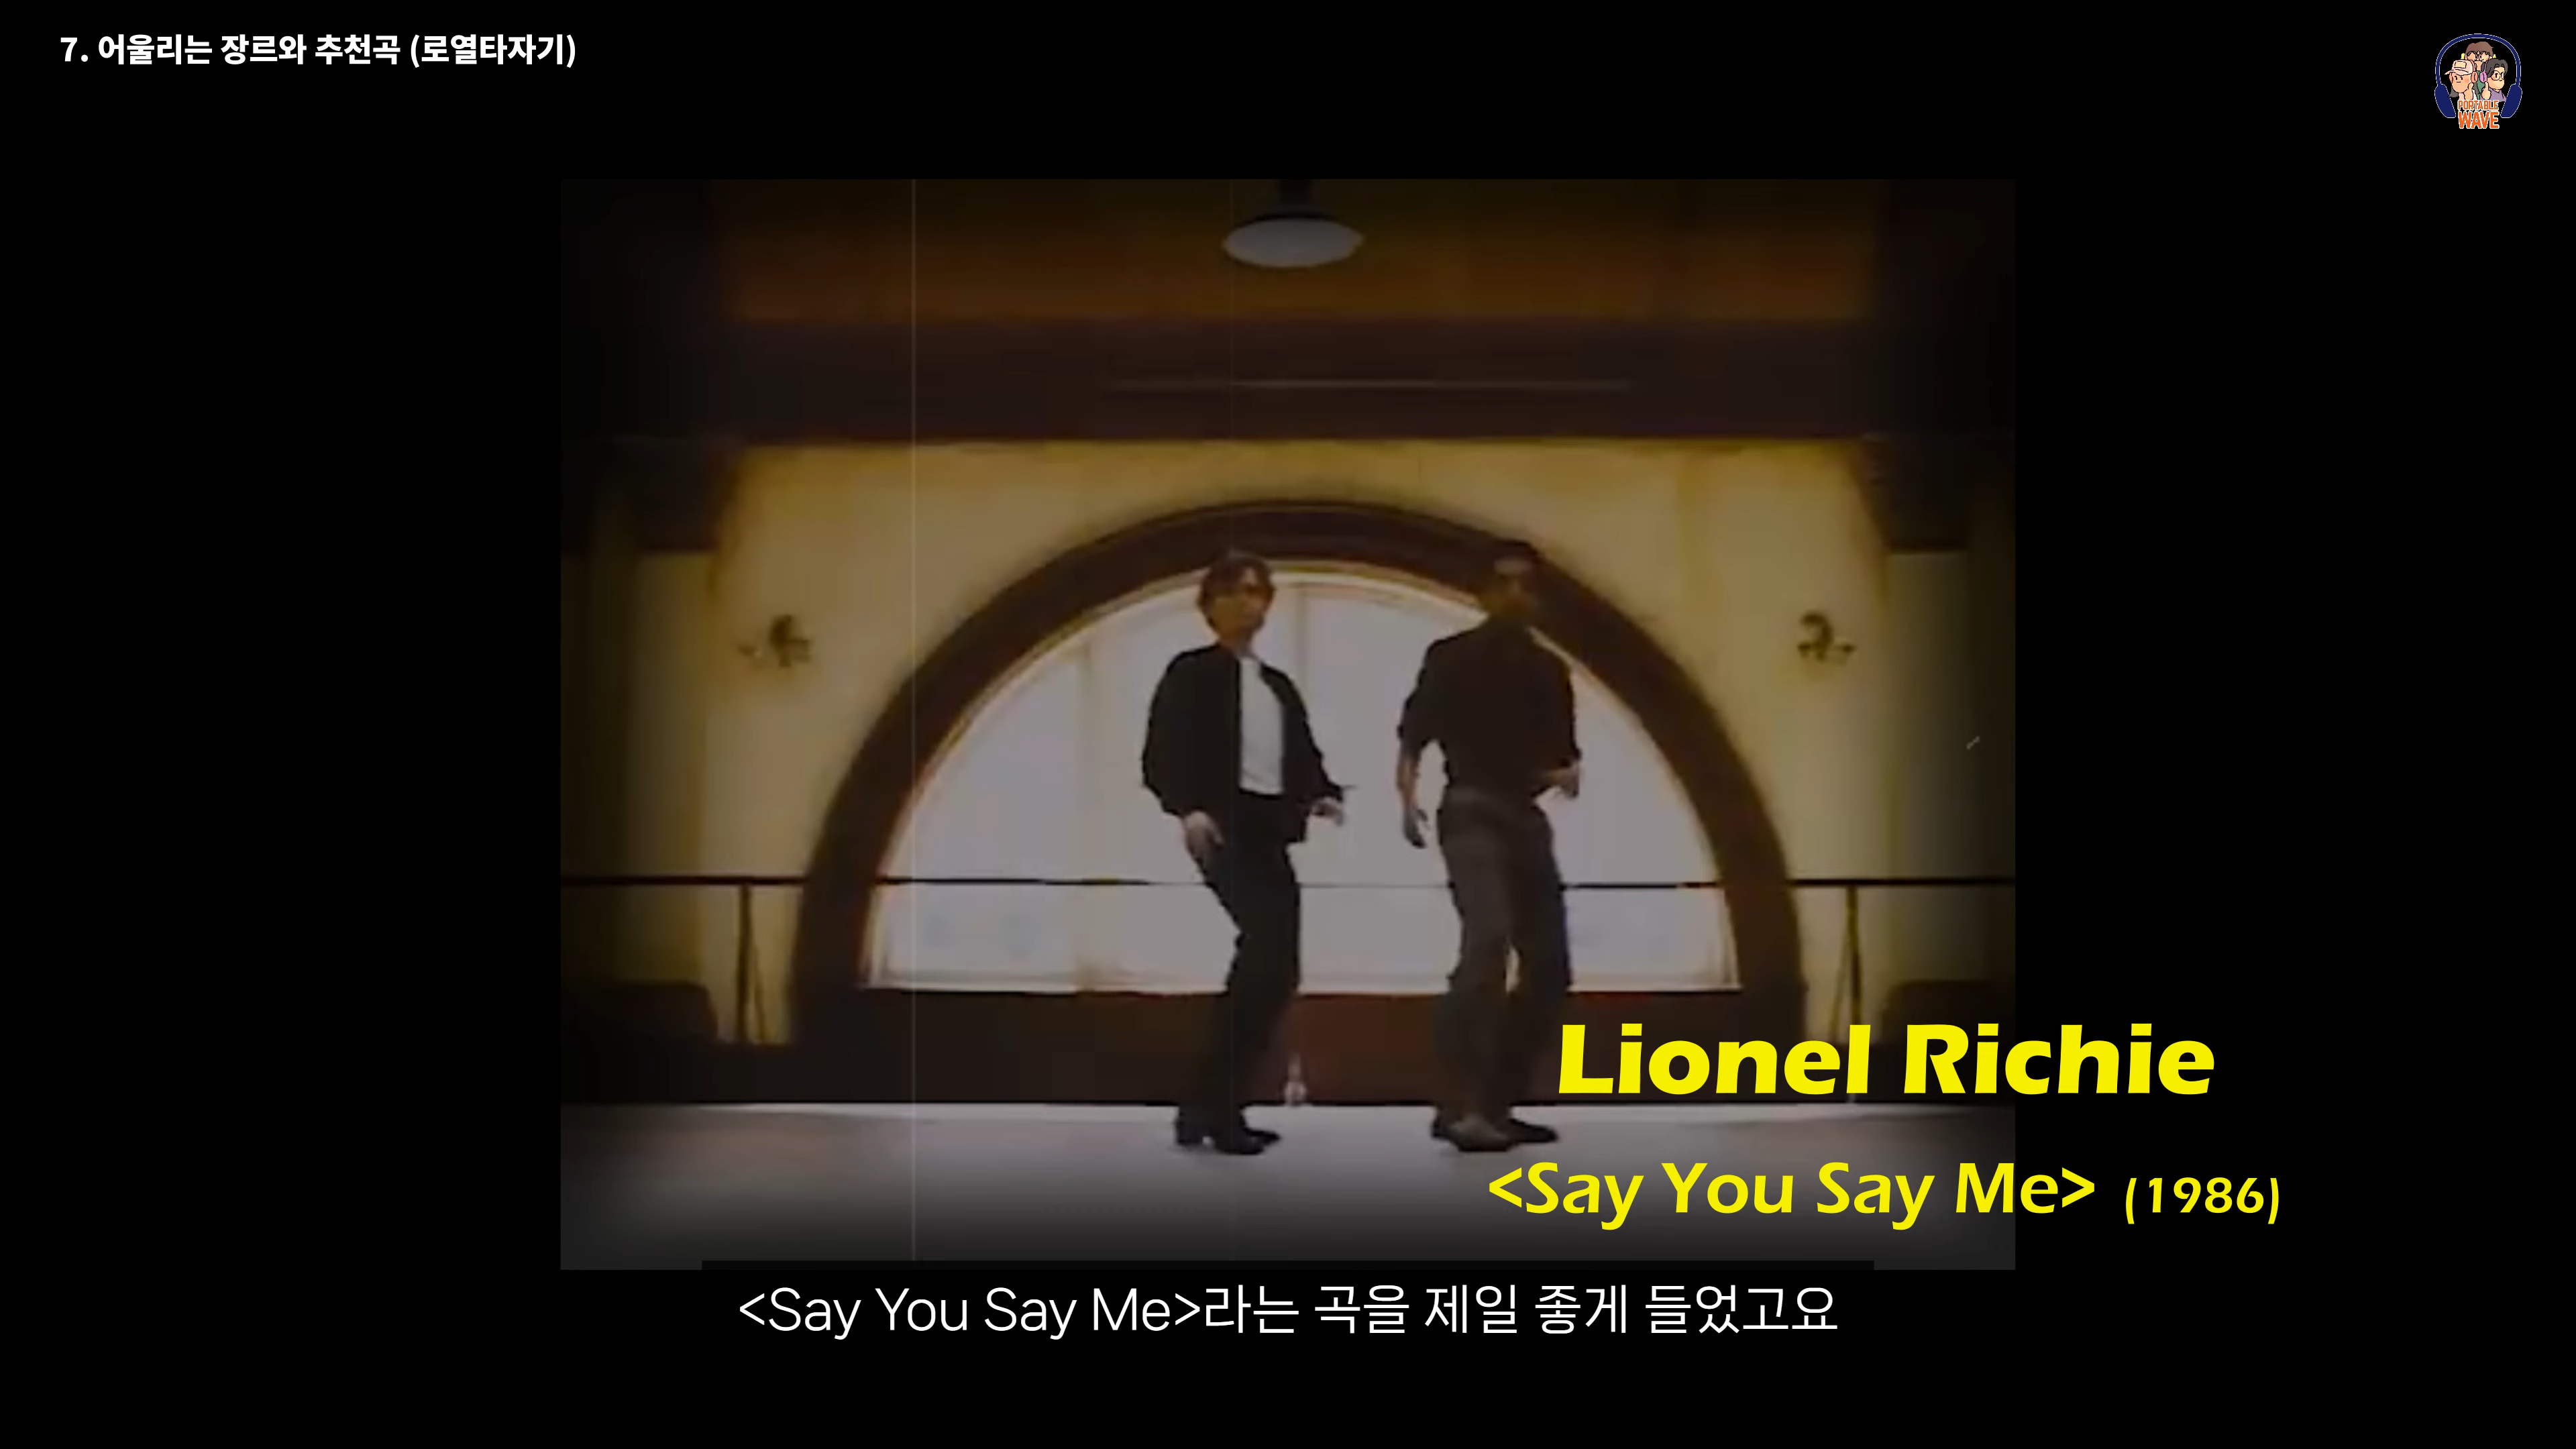 7. 어울리는 장르와 추천곡 (로열타자기)
PORTABLE
WAVE
Lionel Richie
<Say You Say Me> (1986)
<Say You Say Me>라는 곡을 제일 좋게 들었고요